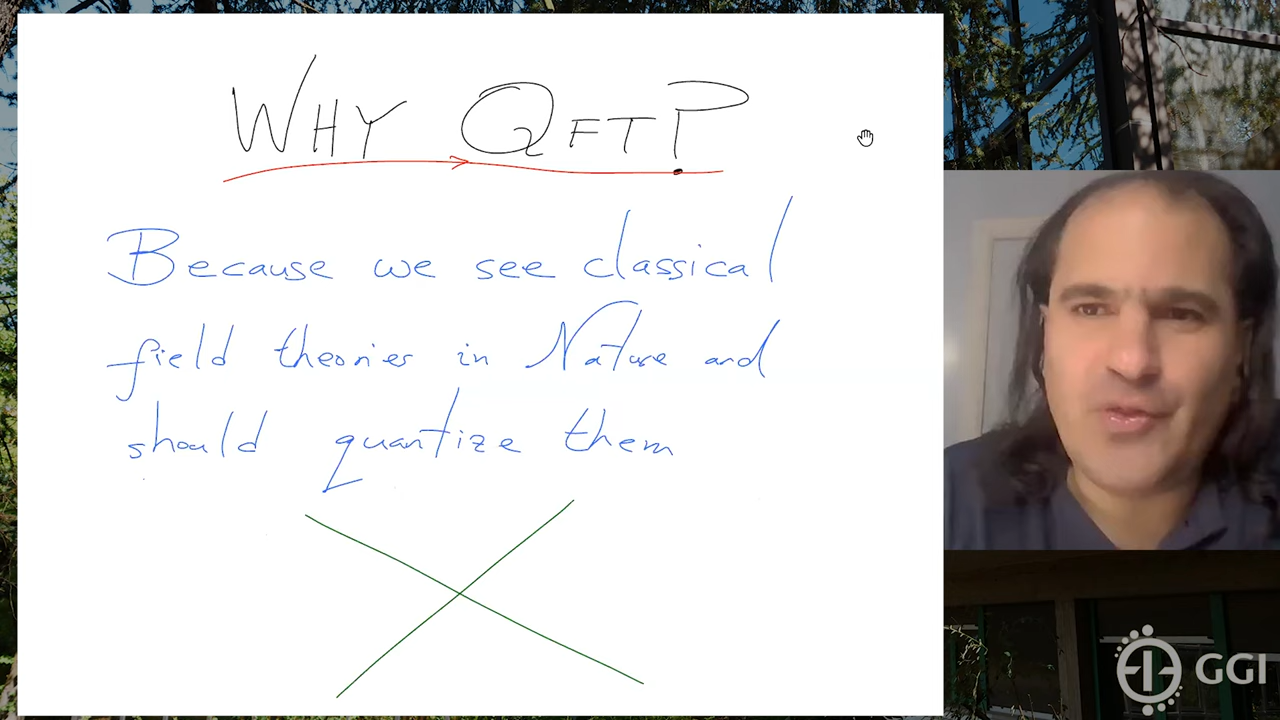 WHY QFT?
Because we see classical
field theories in Nature and
should quantize them
GGI